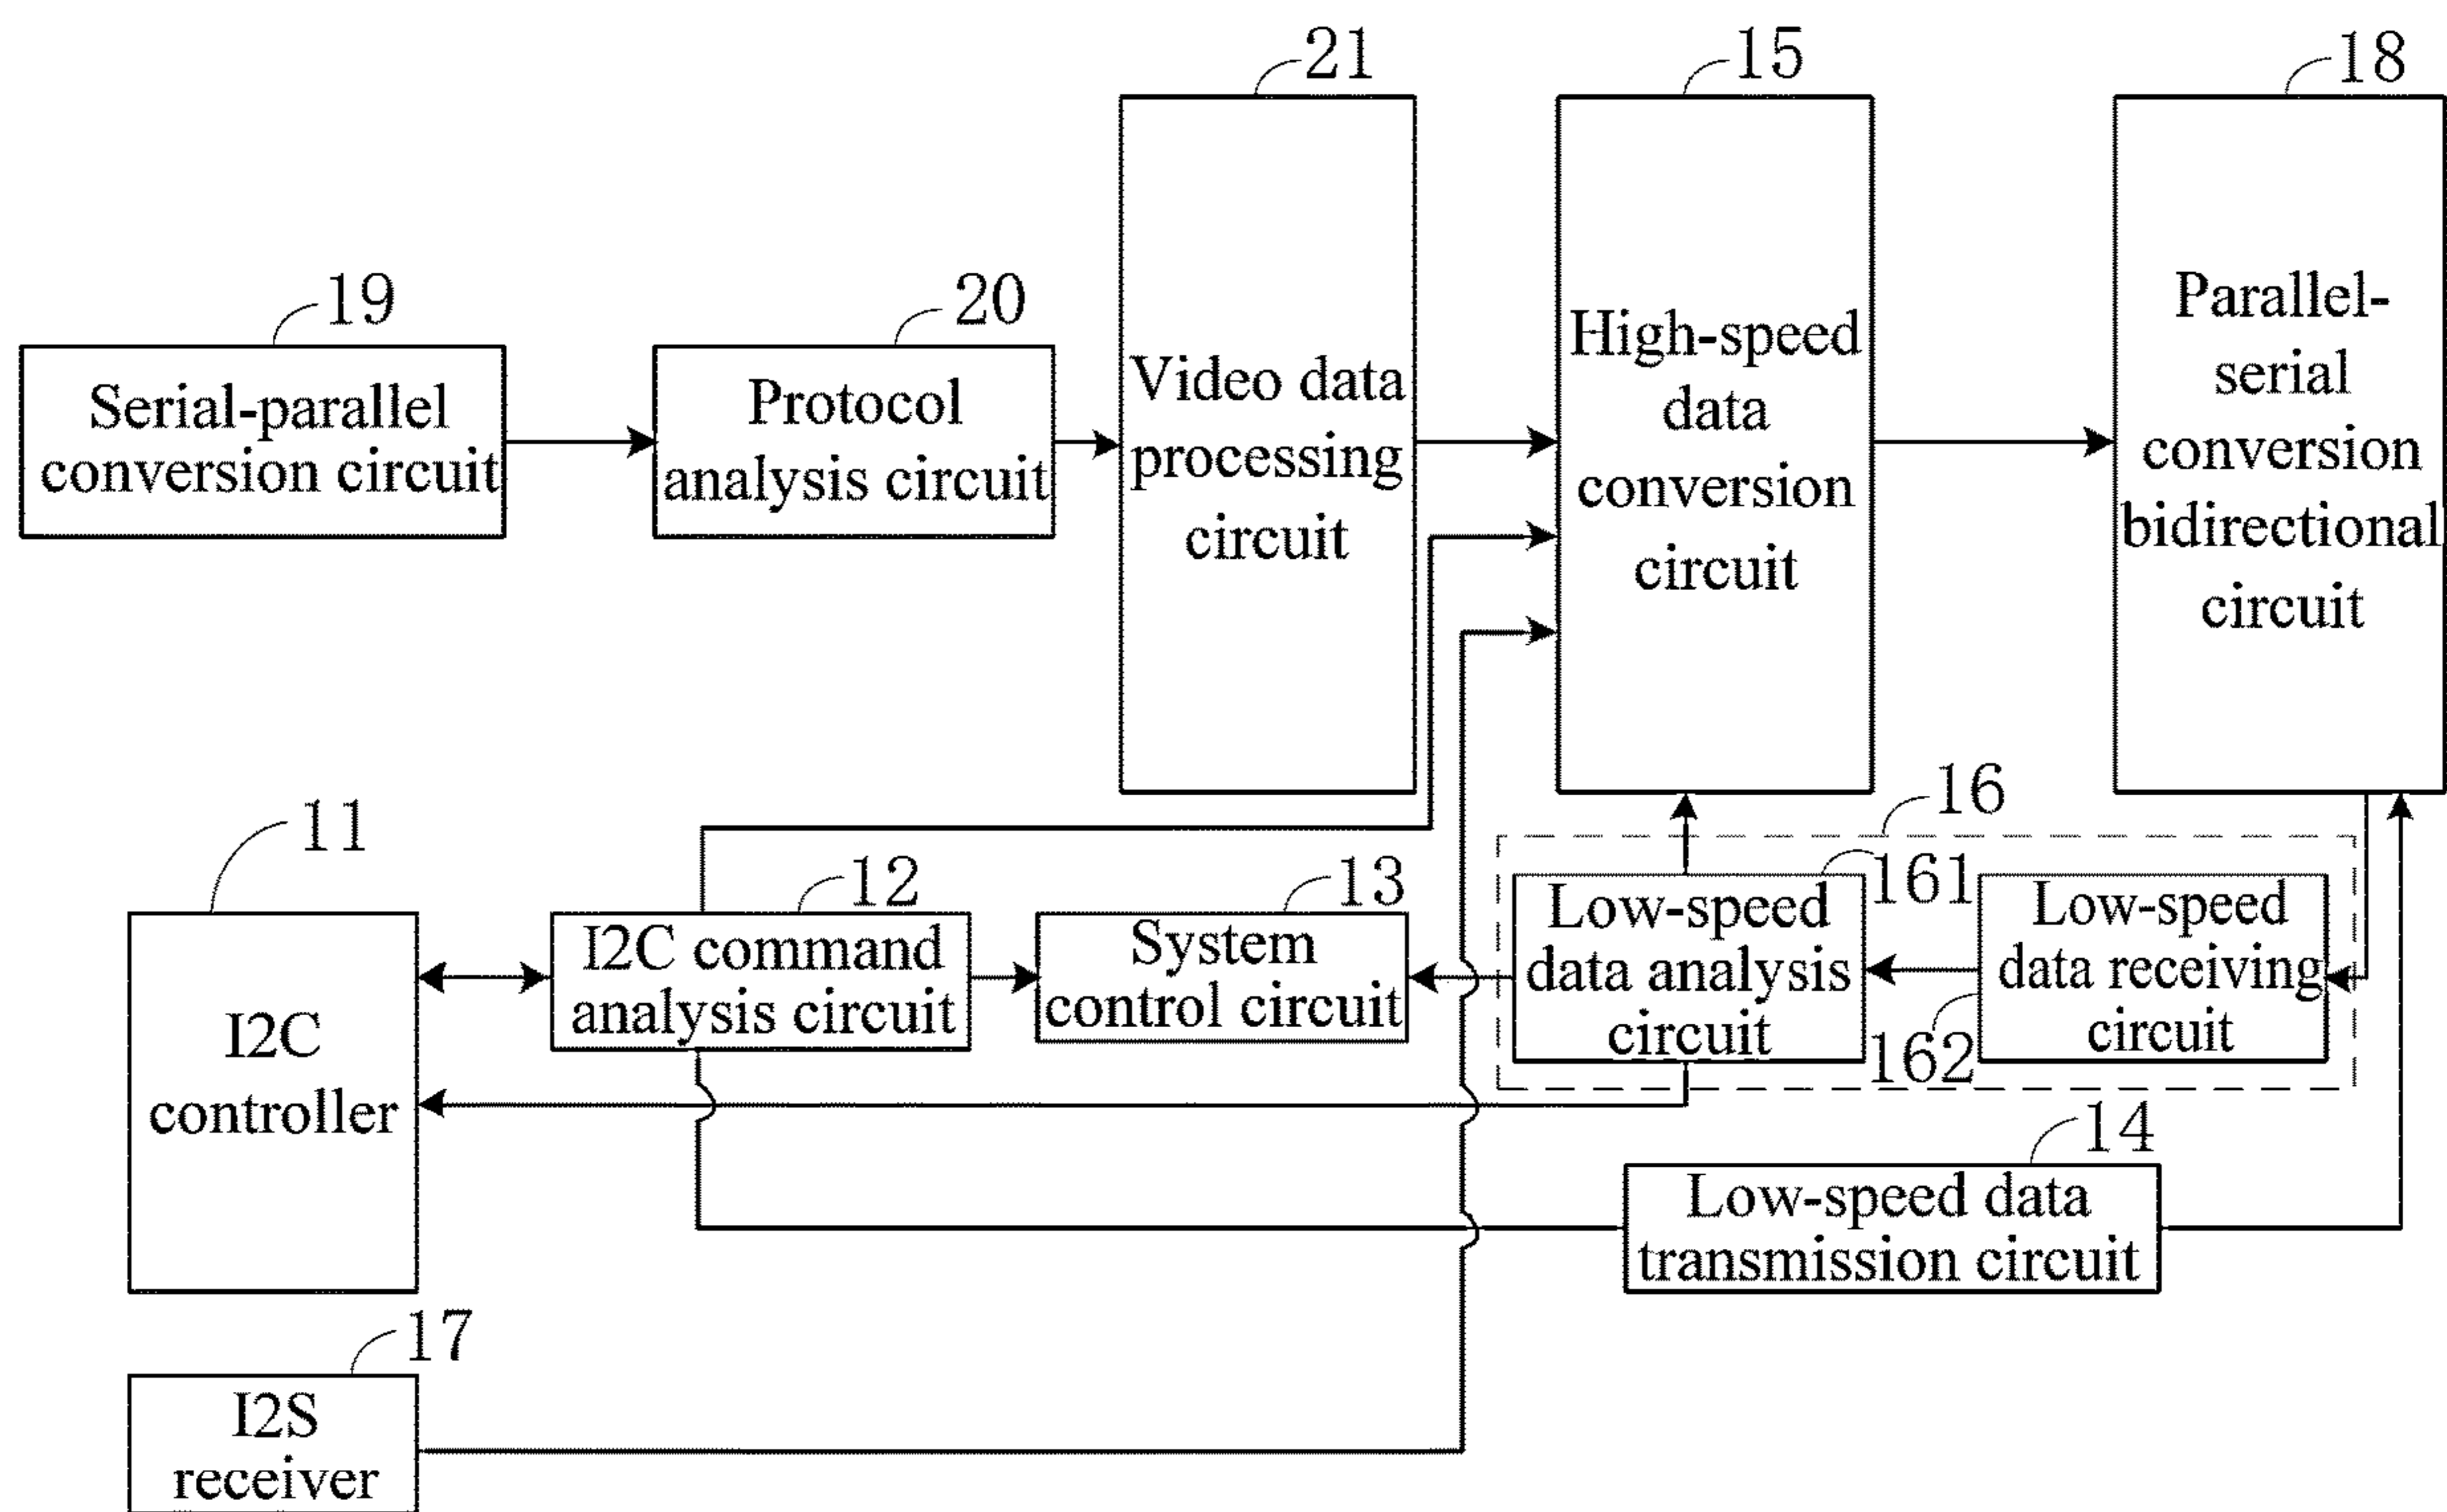 21
15
18
19
20
Serial-parallel
conversion circuit
Protocol
analysis circuit
Video data
processing
circuit
High-speed
data
conversion
circuit
Parallel-
serial
conversion
bidirectional
circuit
11
12
13
16
161
162
I2C
controller
I2C command
analysis circuit
System
control circuit
Low-speed
data analysis
circuit
Low-speed
data receiving
circuit
14
Low-speed data
transmission circuit
17
I2S
receiver